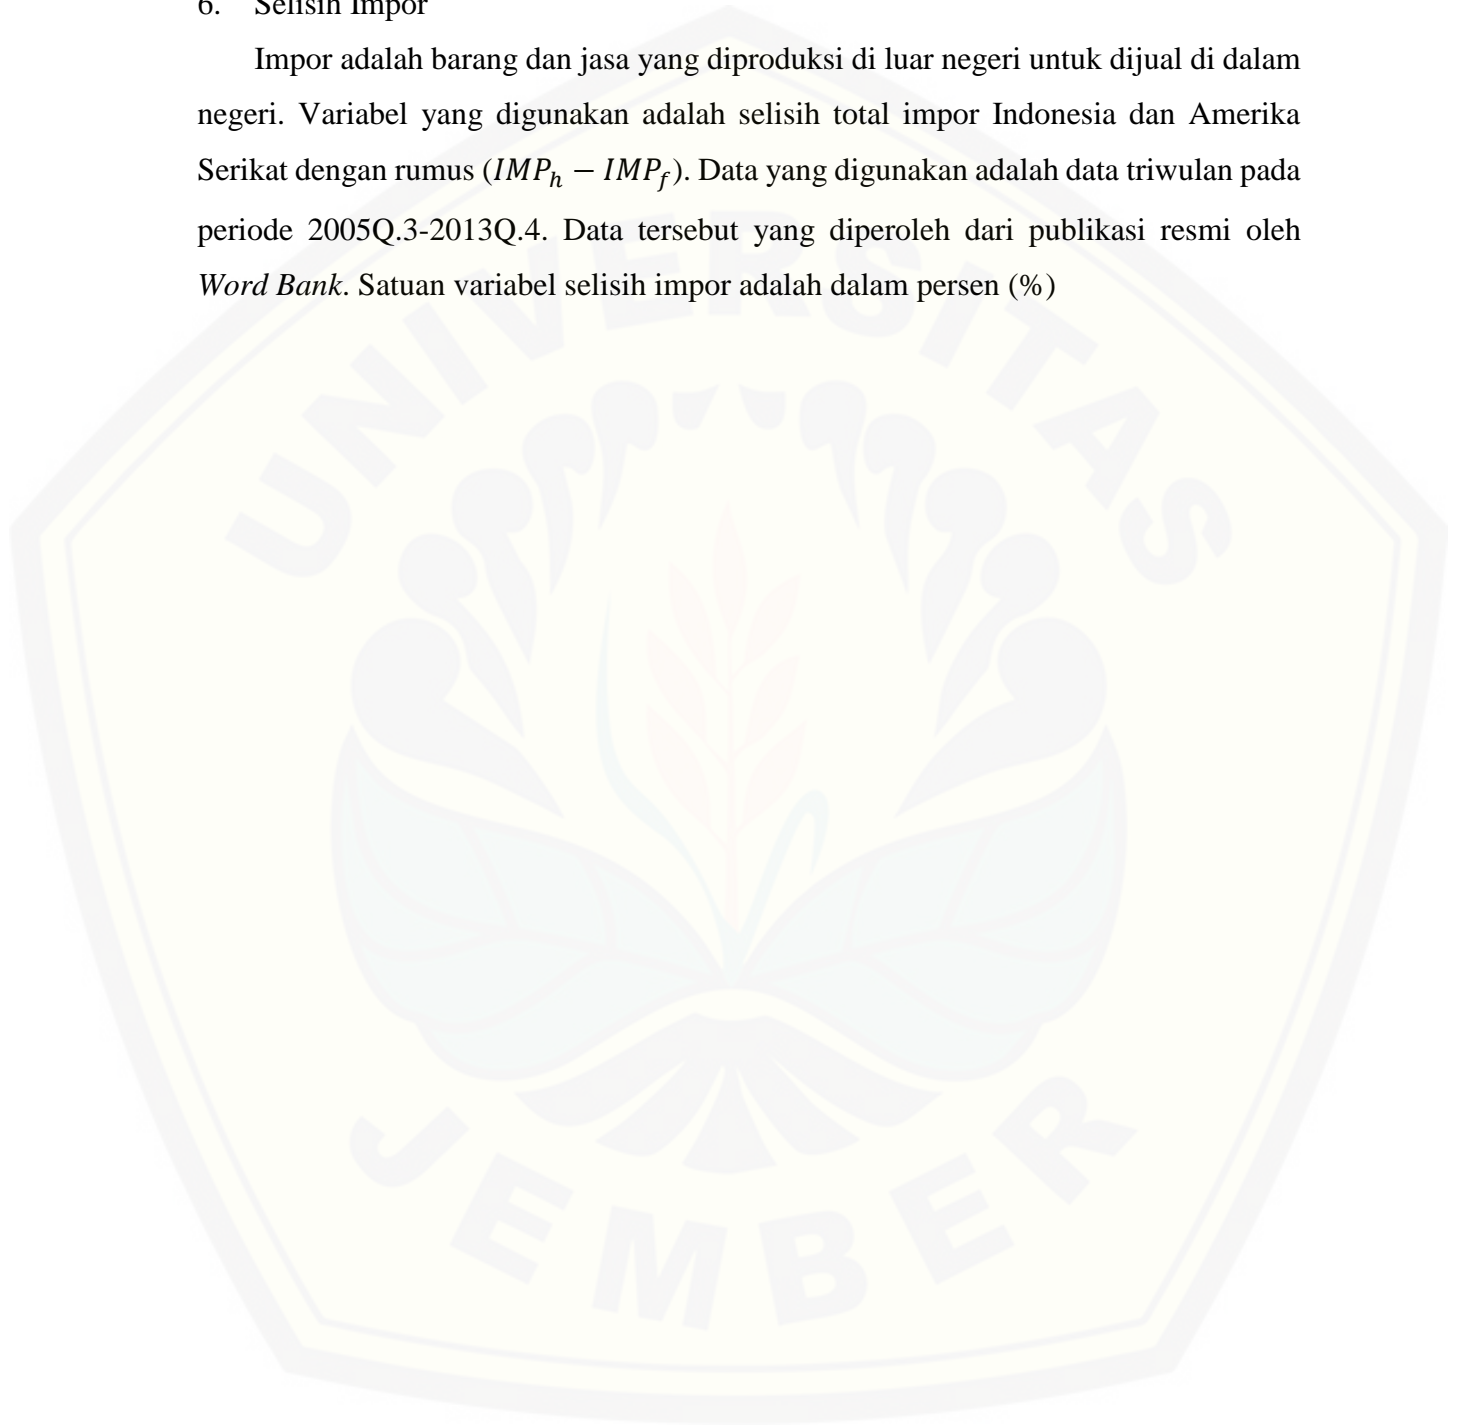 6. Selisih Impor
Impor adalah barang dan jasa yang diproduksi di luar negeri untuk dijual di dalam
negeri. Variabel yang digunakan adalah selisih total impor Indonesia dan Amerika
Serikat dengan rumus (IMP_h − IMP_f). Data yang digunakan adalah data triwulan pada
periode 2005Q.3-2013Q.4. Data tersebut yang diperoleh dari publikasi resmi oleh
Word Bank. Satuan variabel selisih impor adalah dalam persen (%)
UNIVERSITAS
JEMBER